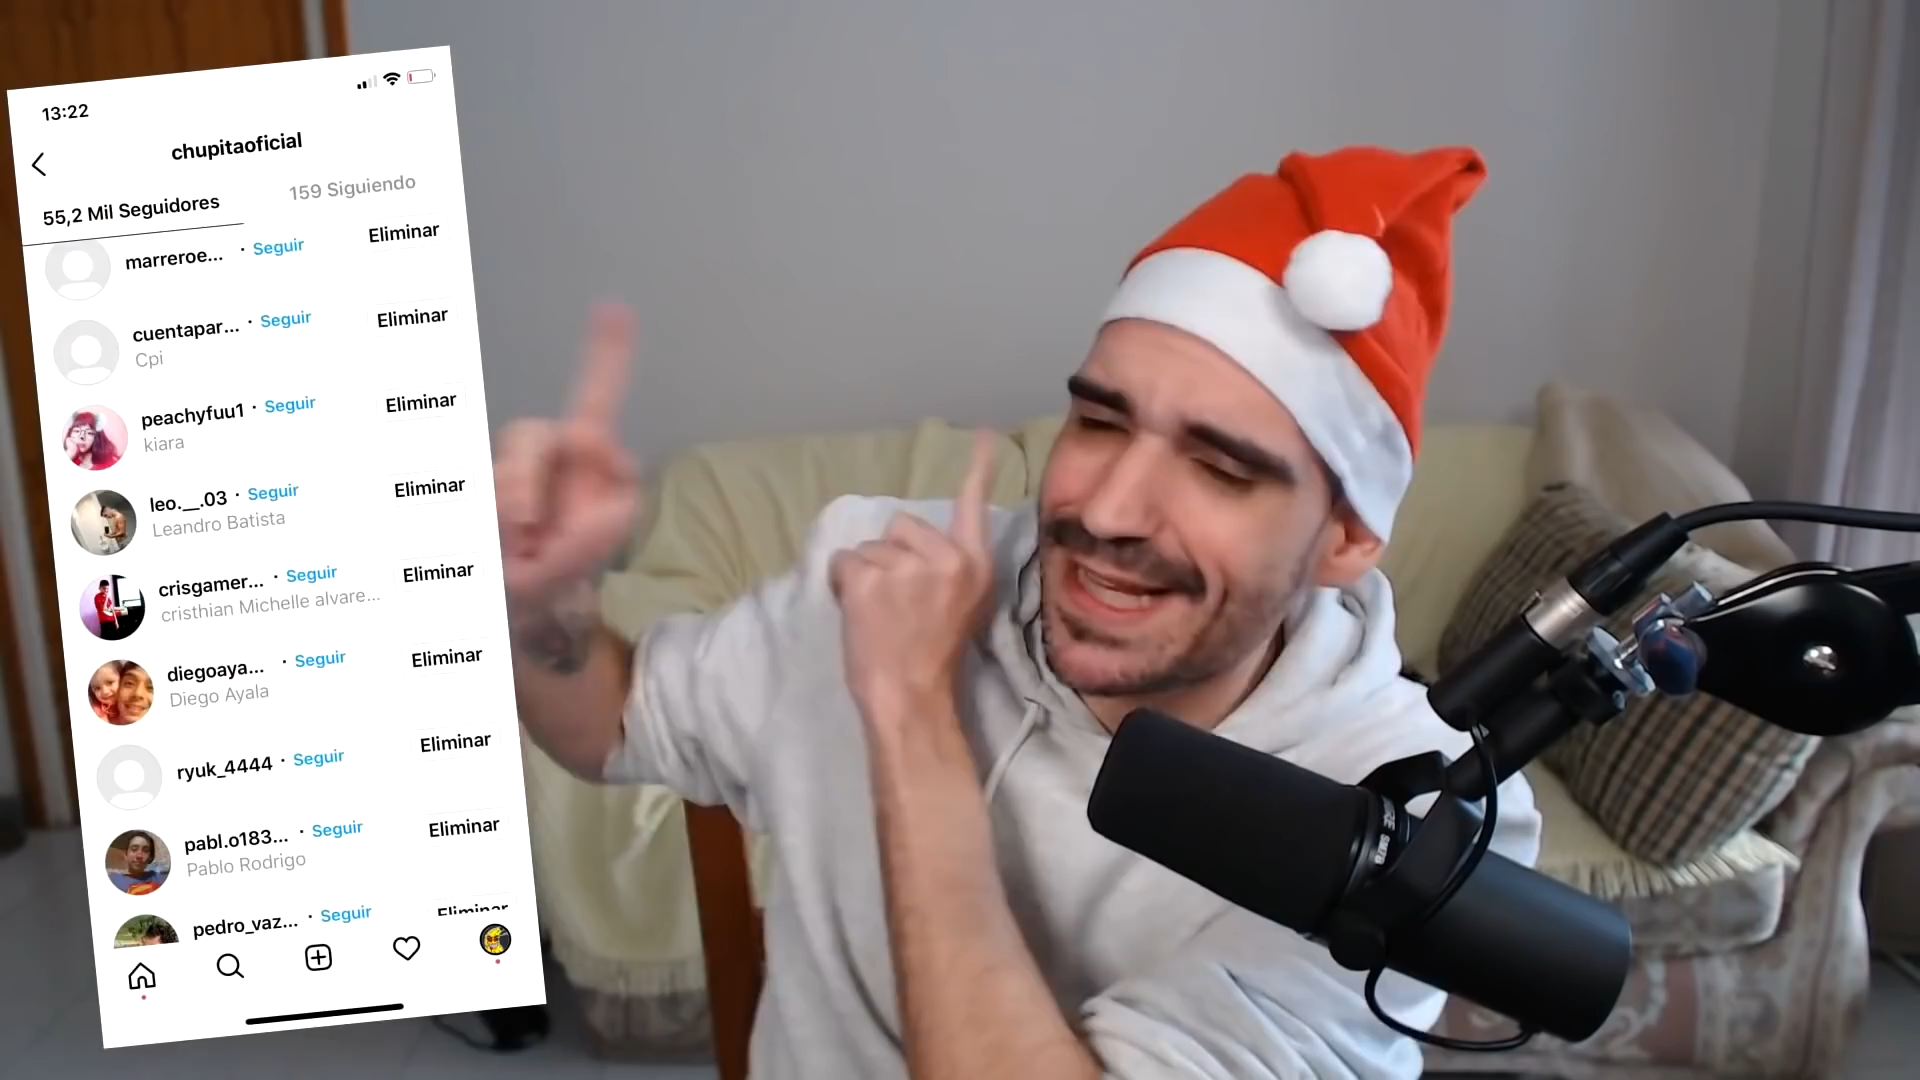 13:22
chupitaoficial
55,2 Mil Seguidores
159 Siguiendo
marreroe... · Seguir
Eliminar
cuentapar... · Seguir
Cpi
Eliminar
peachyfuu1 · Seguir
kiara
Eliminar
leo.__.03 · Seguir
Leandro Batista
Eliminar
crisgamer... · Seguir
cristhian Michelle alvare...
Eliminar
diegoaya... · Seguir
Diego Ayala
Eliminar
ryuk_4444 · Seguir
Eliminar
pabl.o183... · Seguir
Pablo Rodrigo
Eliminar
pedro_vaz... · Seguir
Eliminar